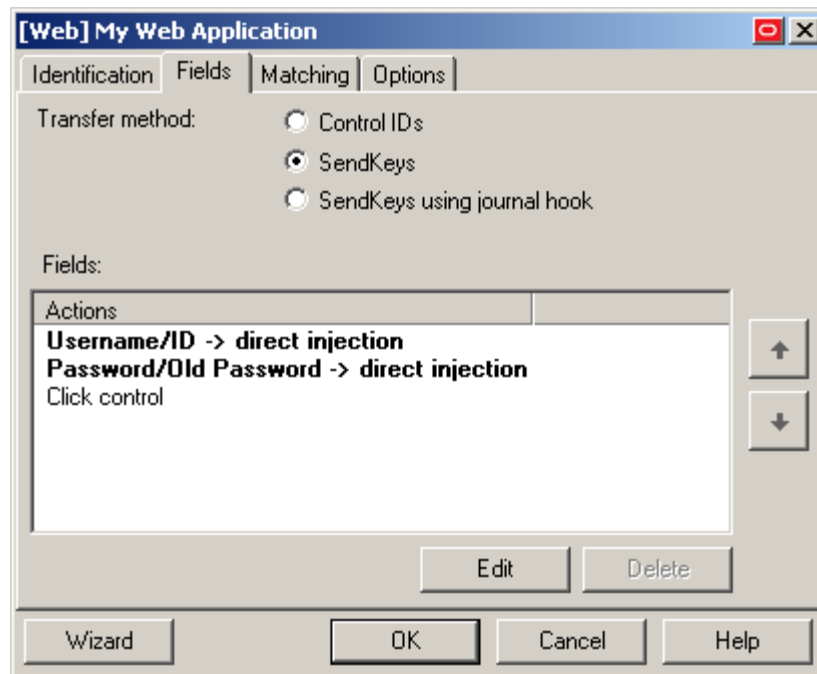 [Web] My Web Application
Identification Fields Matching Options
Transfer method:
Control IDs
SendKeys
SendKeys using journal hook
Fields:
Actions
Username/ID -> direct injection
Password/Old Password -> direct injection
Click control
Edit Delete
Wizard OK Cancel Help